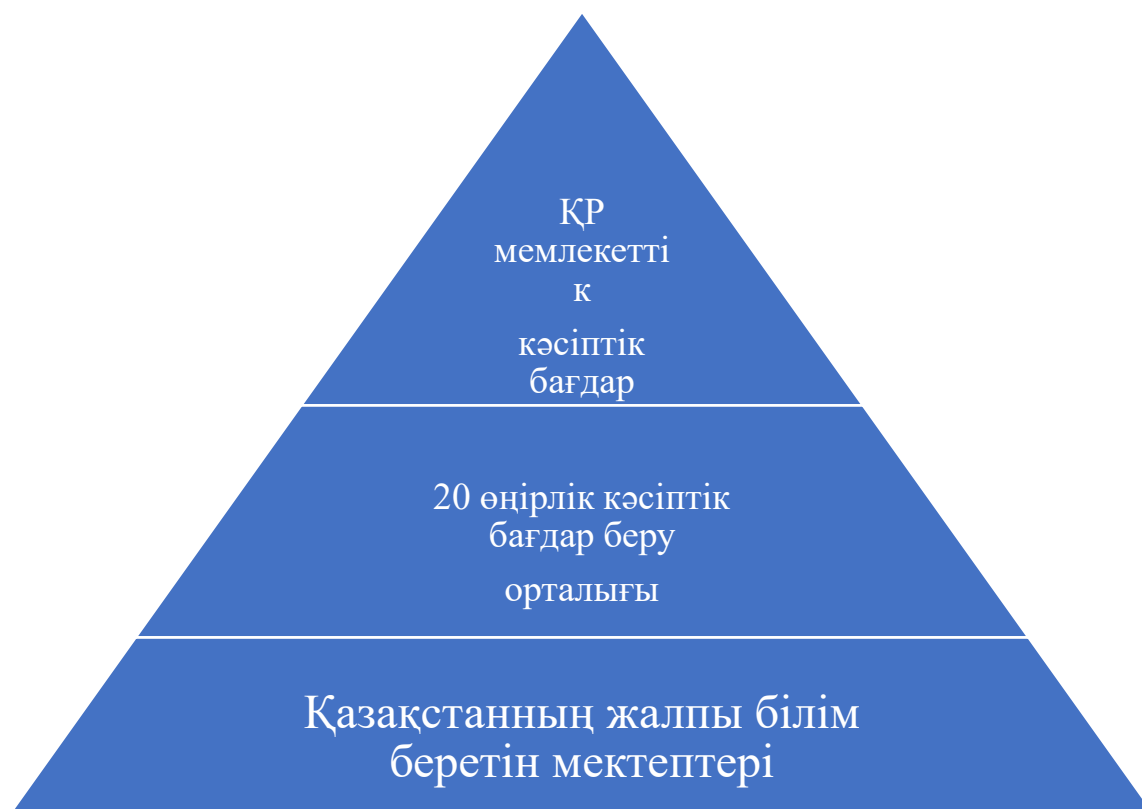 ҚР
мемлекетті
к
кәсіптік
бағдар
20 өңірлік кәсіптік
бағдар беру
орталығы
Қазақстанның жалпы білім
беретін мектептері